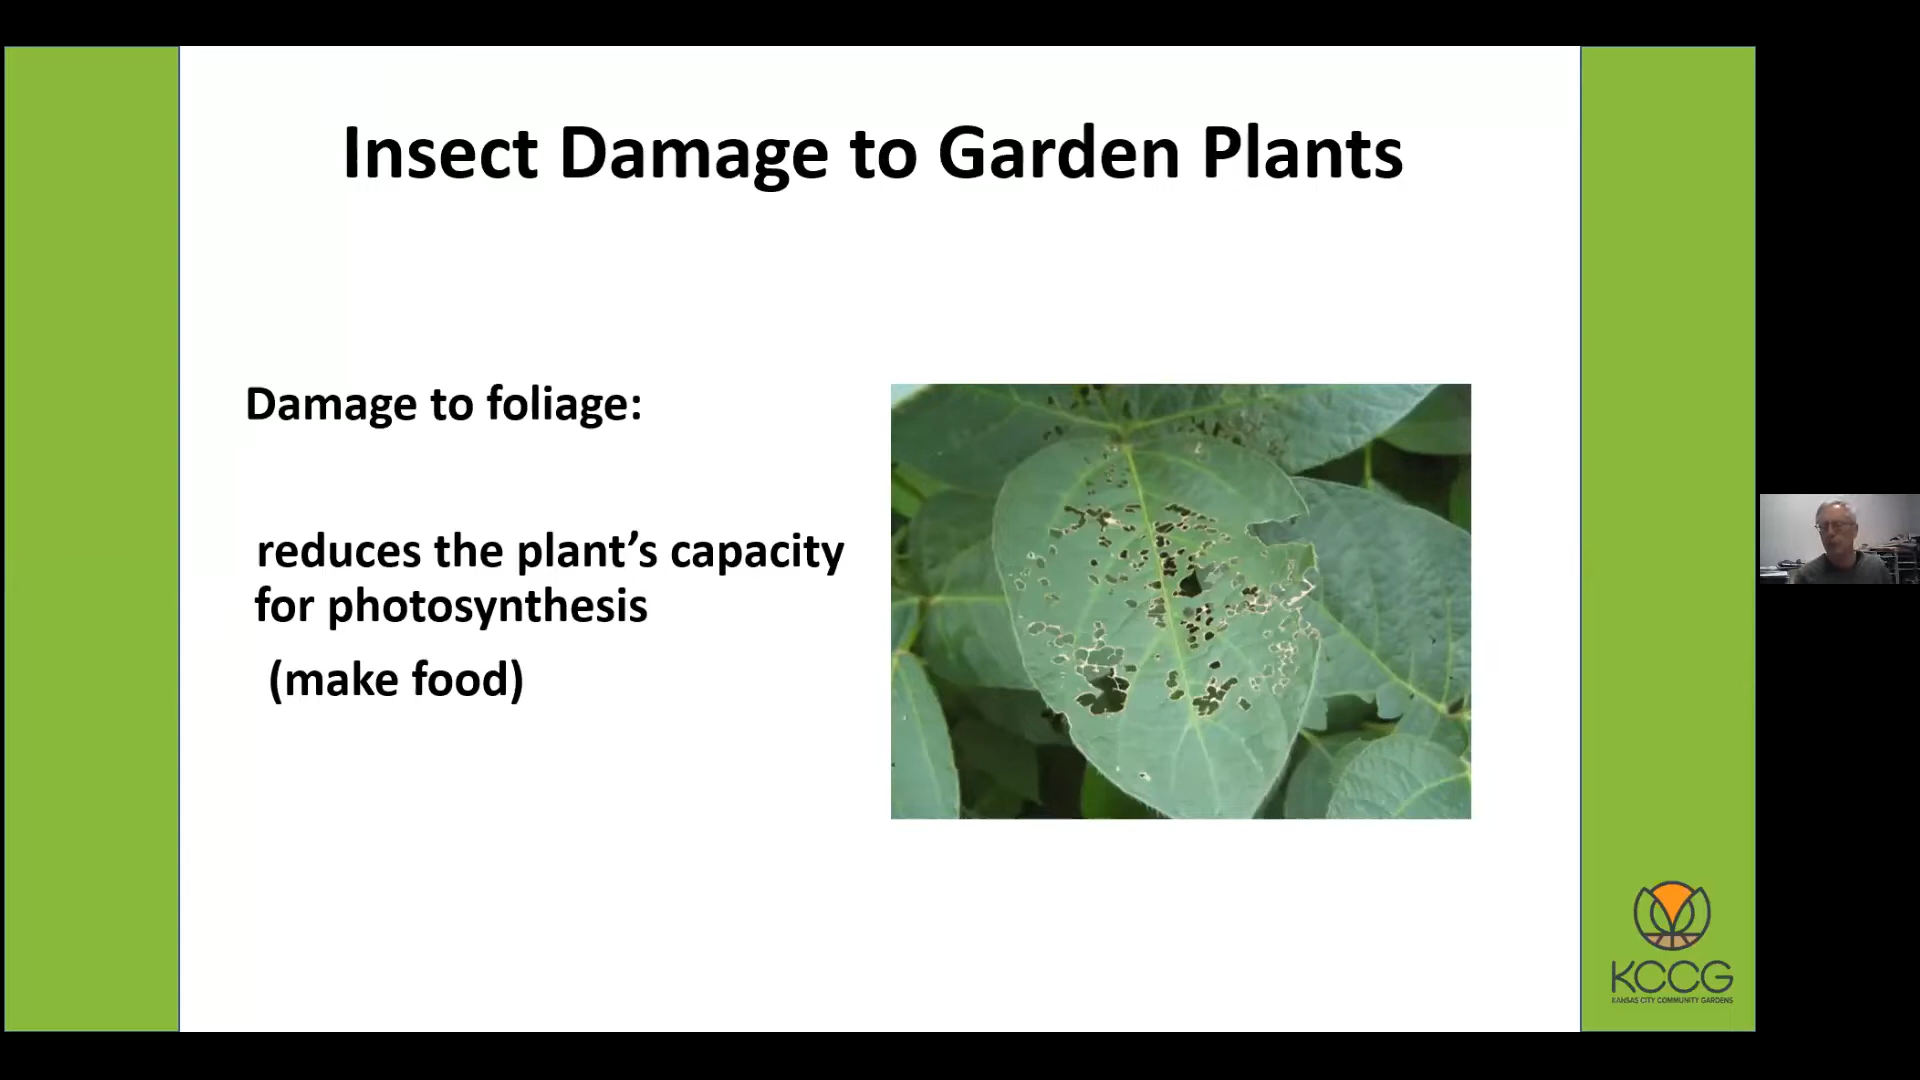 Insect Damage to Garden Plants
Damage to foliage:
reduces the plant’s capacity
for photosynthesis
(make food)
KCCG
KANSAS CITY COMMUNITY GARDENS